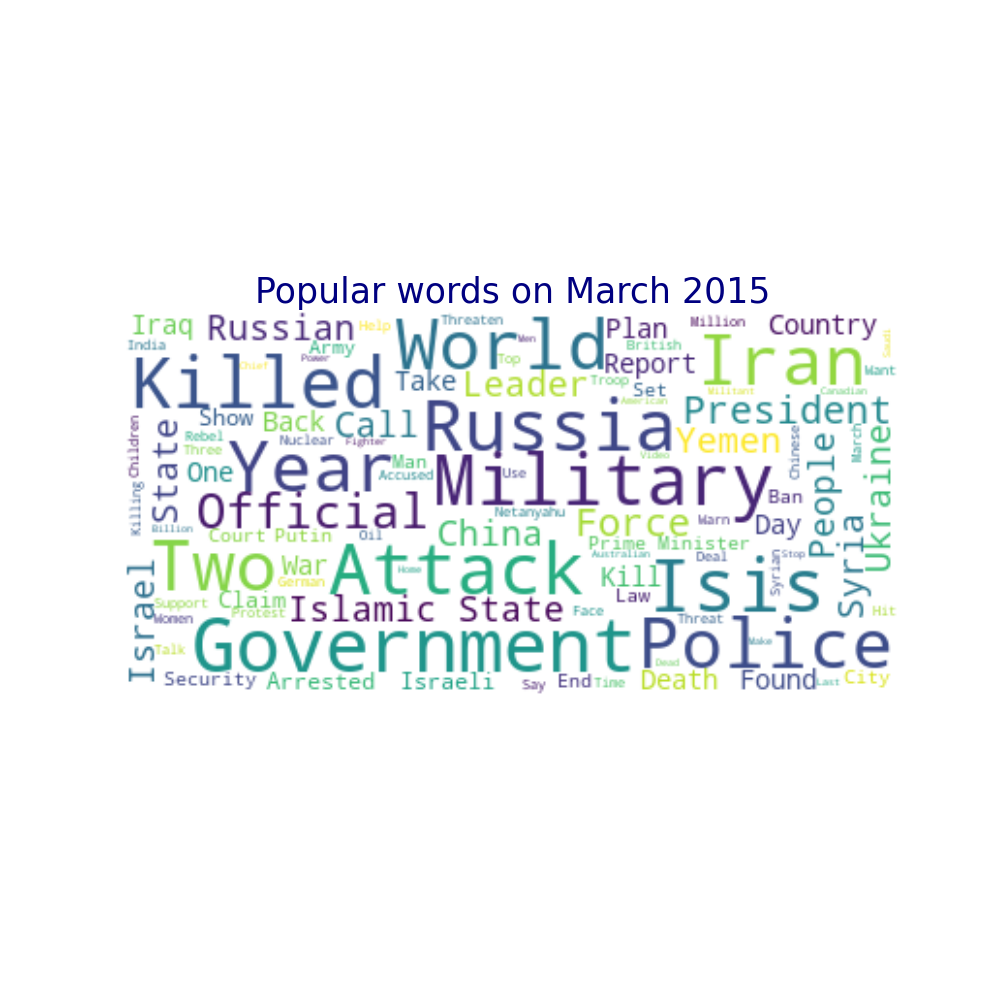 Popular words on March 2015
Iraq
Russian
Help
World
Threaten
Men
Plan
Million
Country
India
Army
Power
Chief
Top
British
Report
Iran
Saudi
Want
Killed
Take
Leader
Troop
Set
American
Militant
Canadian
Show
Back
Call
Russia
President
Children
State
Rebel
Three
Nuclear
Fighter
Yemen
Chinese
March
People
Ukraine
One
Year
Man
Accused
Military
Use
Video
Killing
Official
Netanyahu
Ban
Billion
Court
Putin
Oil
China
Force
Warn
Day
Syria
Two
War
German
Attack
Home
Prime Minister
Australian
Deal
Syrian
Stop
Kill
Isis
Israel
Support
Women
Claim
Protest
Islamic State
Face
Law
Threat
Hit
Talk
Government
Police
Make
Dead
Security
Arrested
Israeli
Say
End
Time
Death
Found
Last
City